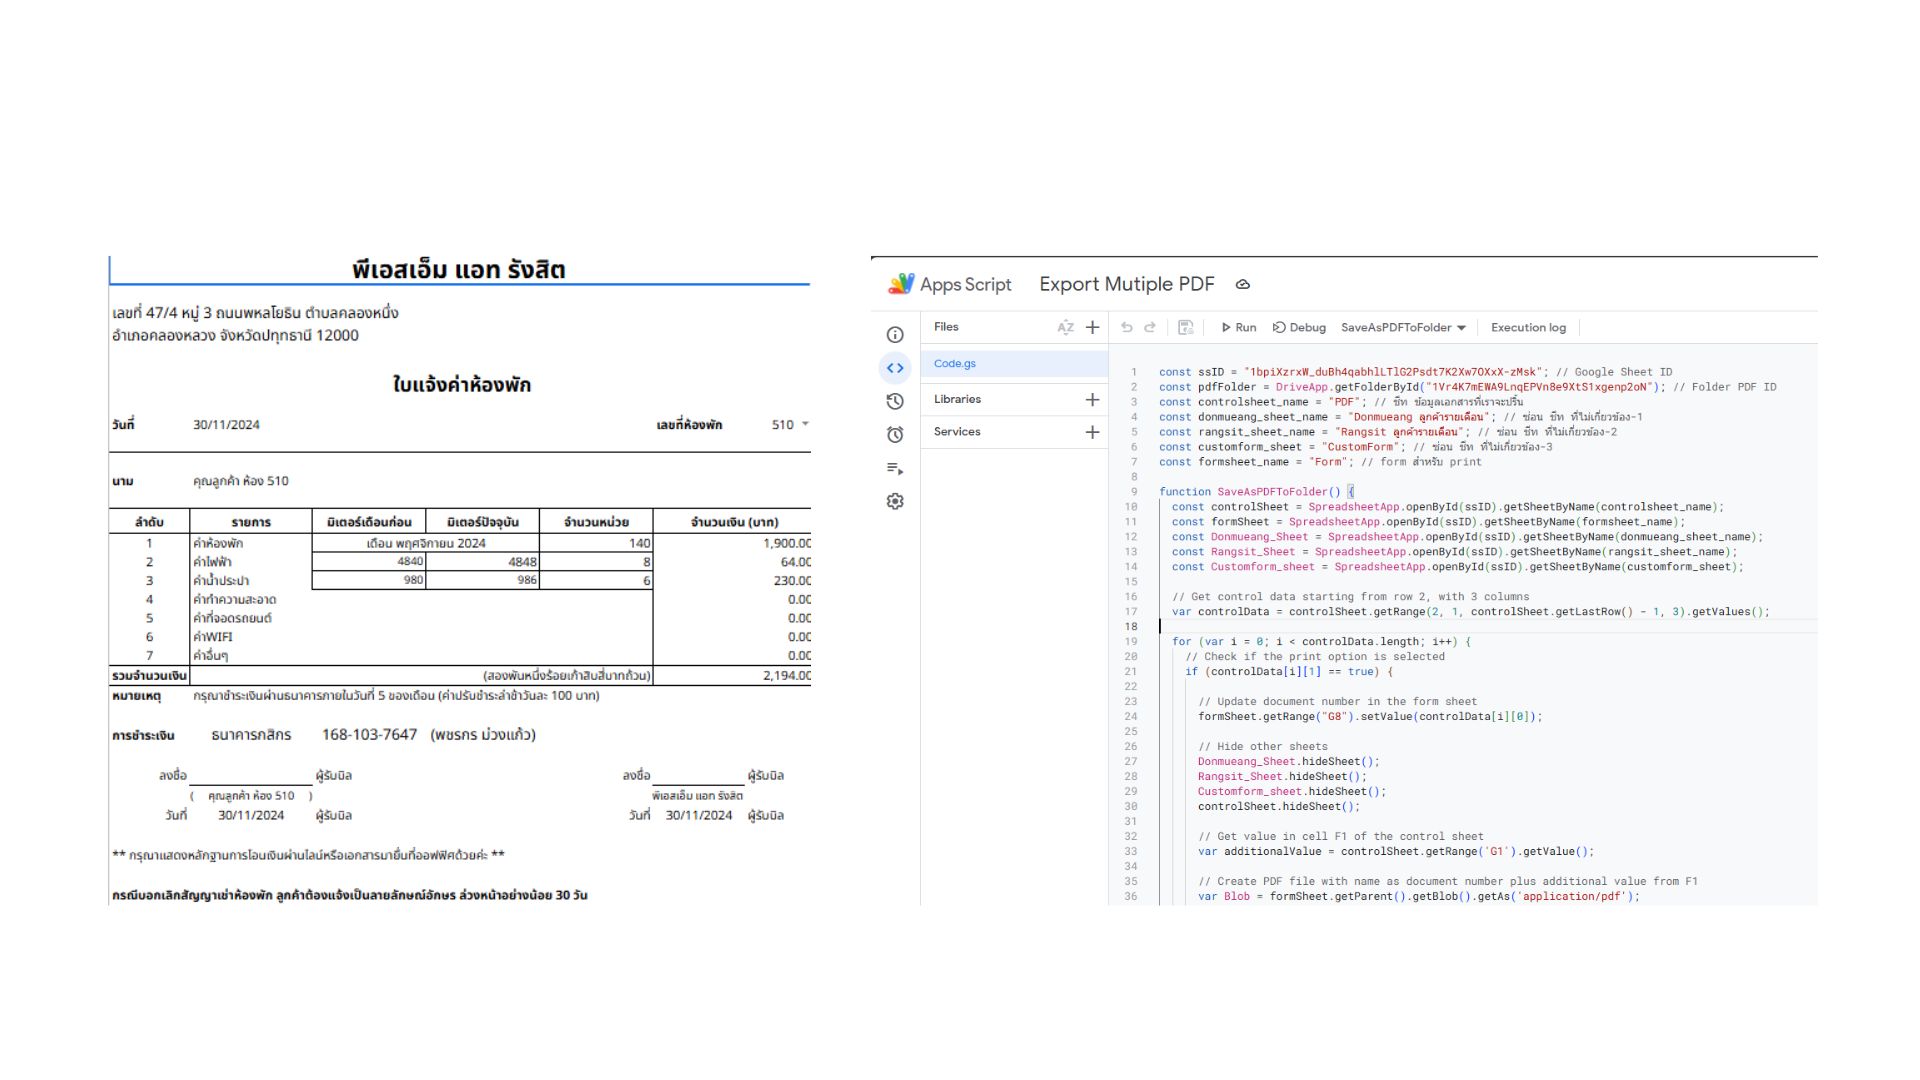 พีเอสเอ็ม แอท รังสิต
เลขที่ 47/4 หมู่ 3 ถนนพหลโยธิน ตำบลคลองหนึ่ง
อำเภอคลองหลวง จังหวัดปทุทธานี 12000
ใบแจ้งค่าห้องพัก
วันที่ 30/11/2024 เลขที่ห้องพัก 510
นาม คุณลูกค้า ห้อง 510
ลำดับ รายการ มิเตอร์เดือนก่อน มิเตอร์ปัจจุบัน จำนวนหน่วย จำนวนเงิน (บาท)
1 ค่าห้องพัก เดือน พฤศจิกายน 2024 140 1,900.00
2 ค่าไฟฟ้า 4840 4848 8 64.00
3 ค่าน้ำประปา 980 986 6 230.00
4 ค่าทำความสะอาด 0.00
5 ค่าที่จอดรถยนต์ 0.00
6 ค่าWIFI 0.00
7 ค่าอื่นๆ 0.00
รวมจำนวนเงิน (สองพันหนึ่งร้อยเก้าสิบสี่บาทถ้วน) 2,194.00
หมายเหตุ กรุณาชำระเงินผ่านธนาคารภายในวันที่ 5 ของเดือน (ค่าปรับชำระล่าช้าวันละ 100 บาท)
การชำระเงิน ธนาคารกสิกร 168-103-7647 (พชรกร ม่วงแก้ว)
ลงชื่อ ผู้รับบิล ลงชื่อ ผู้รับบิล
( คุณลูกค้า ห้อง 510 ) พีเอสเอ็ม แอท รังสิต
วันที่ 30/11/2024 ผู้รับบิล วันที่ 30/11/2024 ผู้รับบิล
** กรุณาแสดงหลักฐานการโอนเงินผ่านไลน์หรือเอกสารมายื่นที่ออฟฟิศด้วยค่ะ **
กรณีบอกเลิกสัญญาเช่าห้องพัก ลูกค้าต้องแจ้งเป็นลายลักษณ์อักษร ล่วงหน้าอย่างน้อย 30 วัน
Apps Script Export Mutiple PDF
Files AZ
Code.gs
Libraries
Services
Run Debug SaveAsPDFToFolder Execution log
1 const ssID = "1bpiXzrxW_duBh4qabhlLTlG2Psdt7K2Xw7OXxX-zMsk"; // Google Sheet ID
2 const pdfFolder = DriveApp.getFolderById("1Vr4K7mEWA9LnqEPVn8e9XtS1xgenp2oN"); // Folder PDF ID
3 const controlsheet_name = "PDF"; // ชีท ข้อมูลเอกสารที่เราจะปริ้น
4 const donmueang_sheet_name = "Donmueang ลูกค้ารายเดือน"; // ซ่อน ชีท ที่ไม่เกี่ยวข้อง-1
5 const rangsit_sheet_name = "Rangsit ลูกค้ารายเดือน"; // ซ่อน ชีท ที่ไม่เกี่ยวข้อง-2
6 const customform_sheet = "CustomForm"; // ซ่อน ชีท ที่ไม่เกี่ยวข้อง-3
7 const formsheet_name = "Form"; // form สำหรับ print
8
9 function SaveAsPDFToFolder() {
10 const controlSheet = SpreadsheetApp.openById(ssID).getSheetByName(controlsheet_name);
11 const formSheet = SpreadsheetApp.openById(ssID).getSheetByName(formsheet_name);
12 const Donmueang_Sheet = SpreadsheetApp.openById(ssID).getSheetByName(donmueang_sheet_name);
13 const Rangsit_Sheet = SpreadsheetApp.openById(ssID).getSheetByName(rangsit_sheet_name);
14 const Customform_sheet = SpreadsheetApp.openById(ssID).getSheetByName(customform_sheet);
15
16 // Get control data starting from row 2, with 3 columns
17 var controlData = controlSheet.getRange(2, 1, controlSheet.getLastRow() - 1, 3).getValues();
18
19 for (var i = 0; i < controlData.length; i++) {
20 // Check if the print option is selected
21 if (controlData[i][1] == true) {
22
23 // Update document number in the form sheet
24 formSheet.getRange("G8").setValue(controlData[i][0]);
25
26 // Hide other sheets
27 Donmueang_Sheet.hideSheet();
28 Rangsit_Sheet.hideSheet();
29 Customform_sheet.hideSheet();
30 controlSheet.hideSheet();
31
32 // Get value in cell F1 of the control sheet
33 var additionalValue = controlSheet.getRange('G1').getValue();
34
35 // Create PDF file with name as document number plus additional value from F1
36 var Blob = formSheet.getParent().getBlob().getAs('application/pdf');